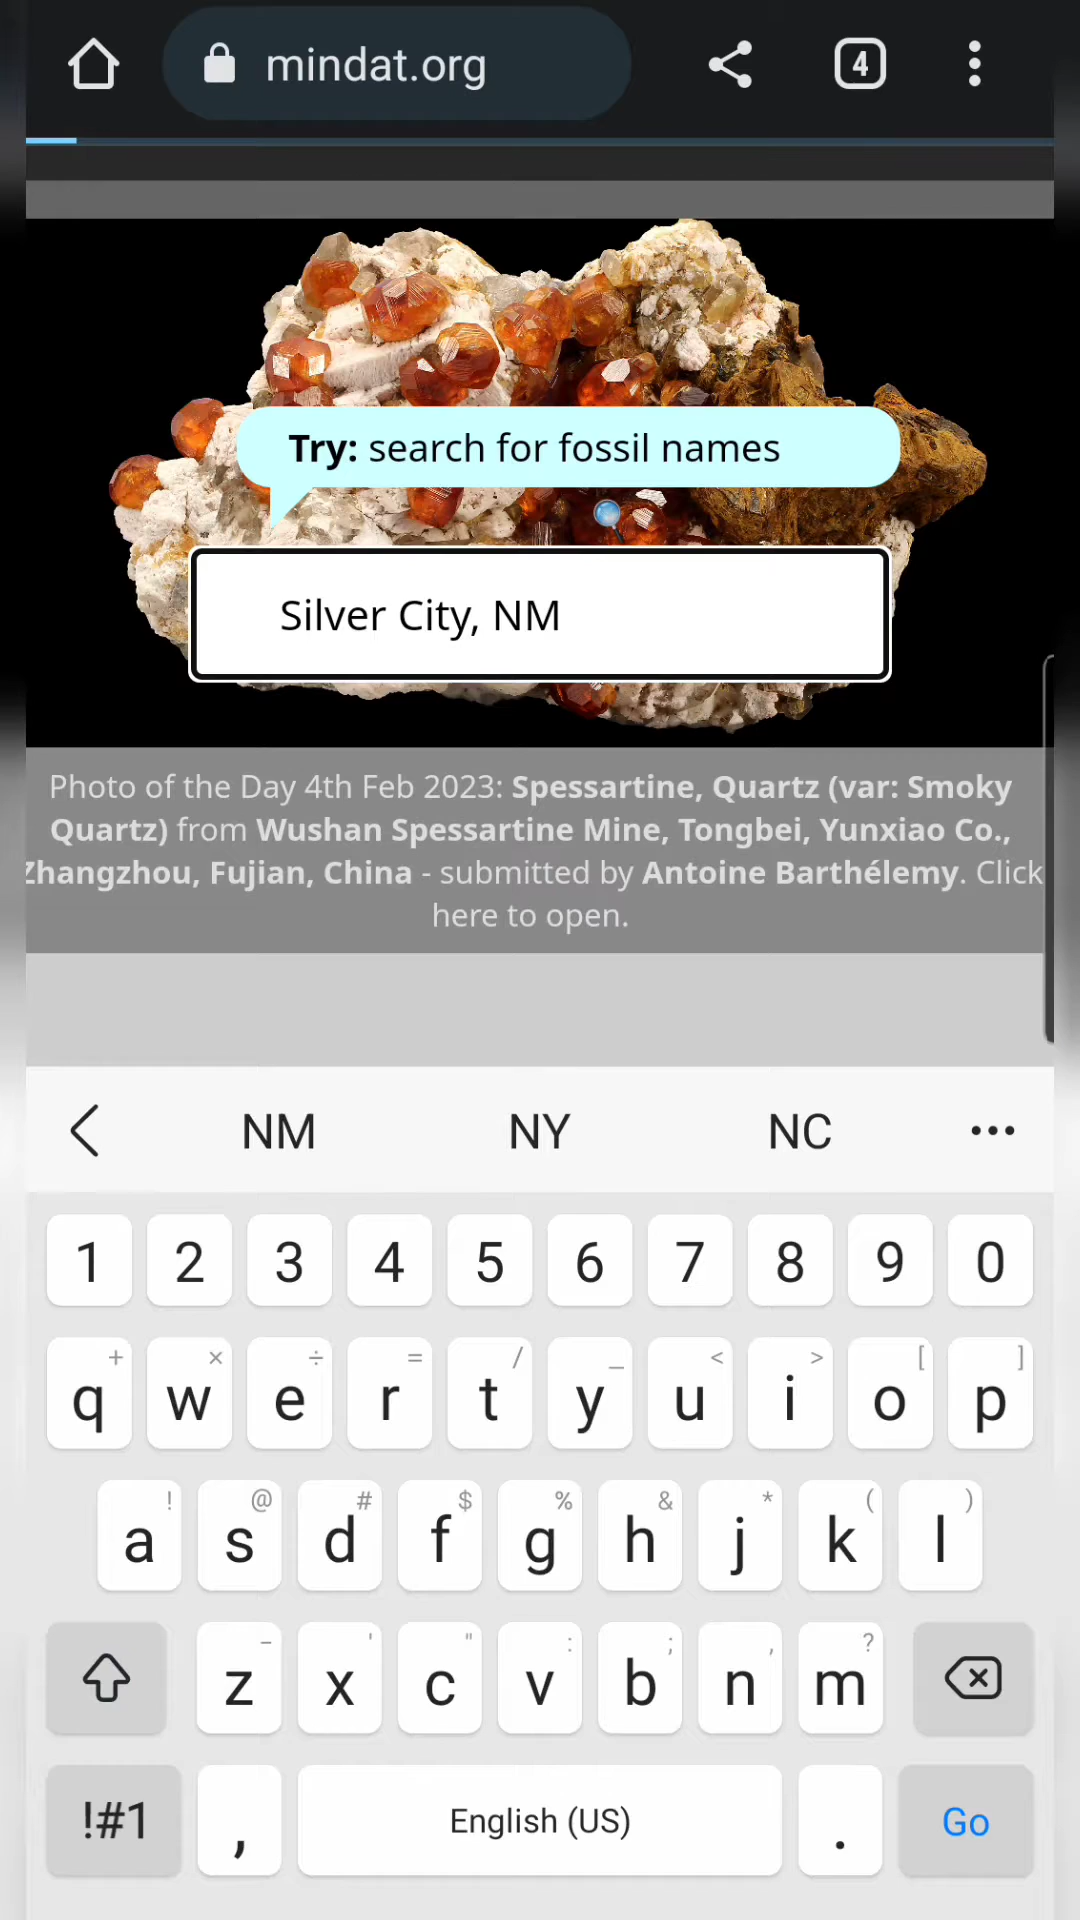 mindat.org
4
Try: search for fossil names
Silver City, NM
Photo of the Day 4th Feb 2023: Spessartine, Quartz (var: Smoky
Quartz) from Wushan Spessartine Mine, Tongbei, Yunxiao Co.,
Zhangzhou, Fujian, China - submitted by Antoine Barthélemy. Click
here to open.
NM NY NC
1 2 3 4 5 6 7 8 9 0
+ × ÷ = / _ < > [ ]
q w e r t y u i o p
! @ # $ % & * ( )
a s d f g h j k l
- ' " : ; , ?
z x c v b n m
!#1 , English (US) . Go